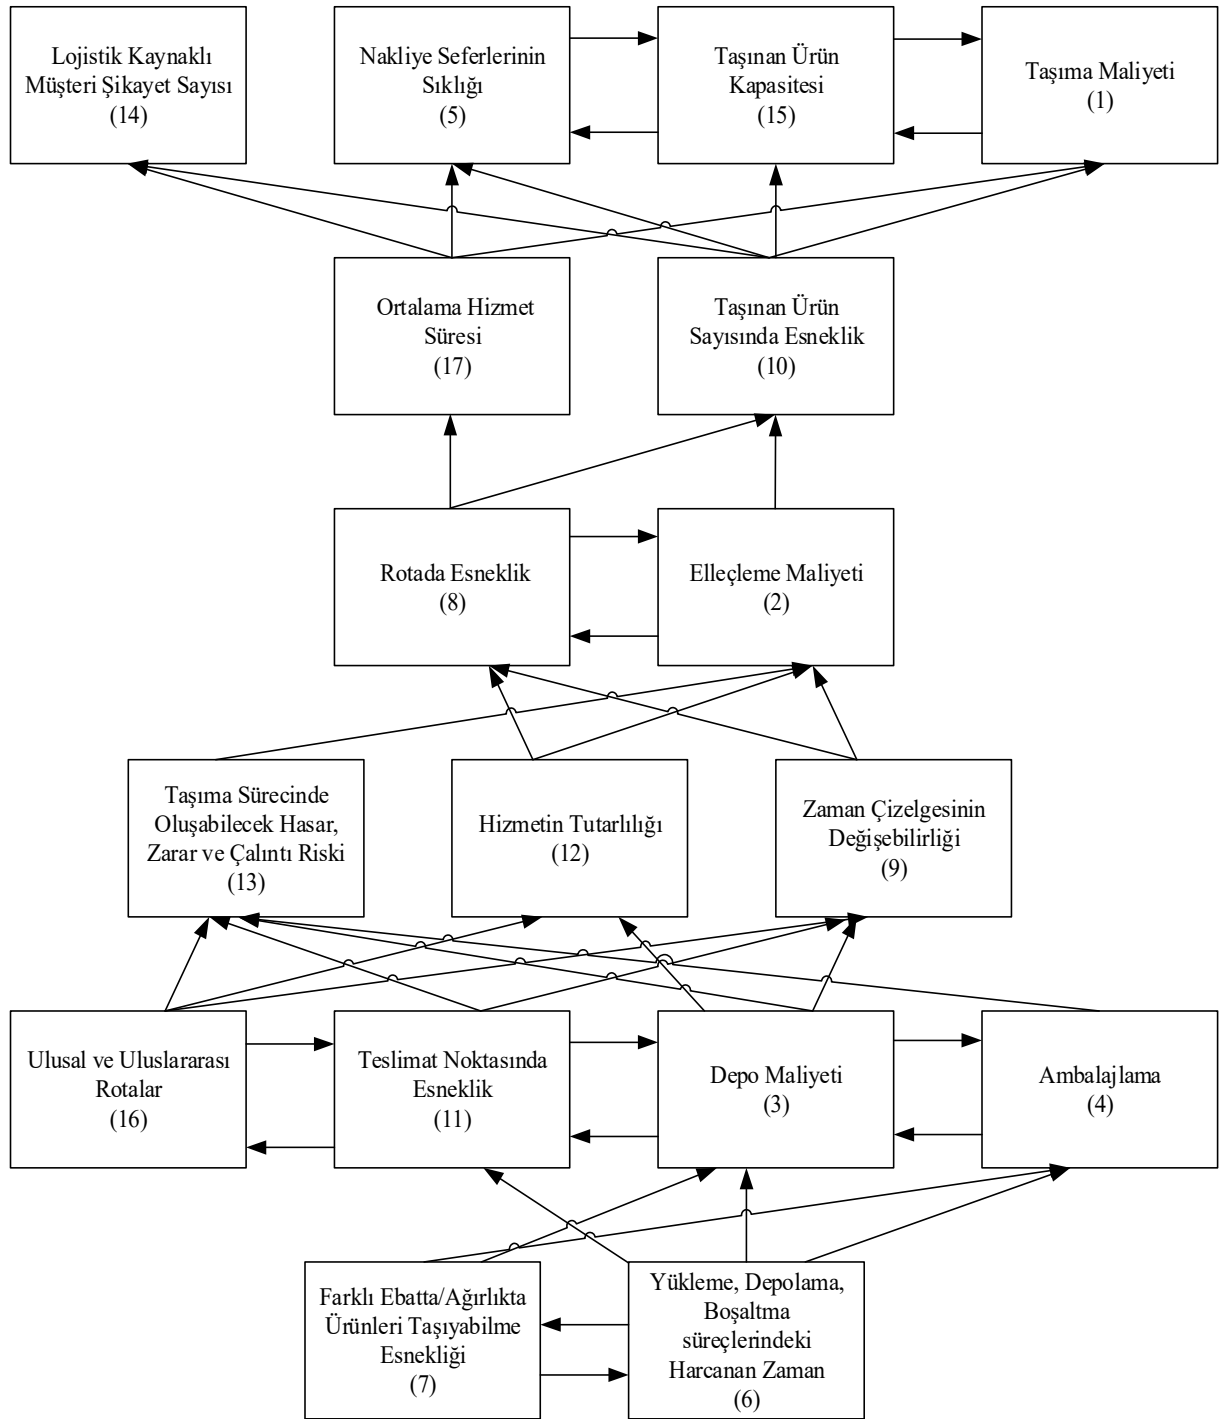 Lojistik Kaynaklı
Müşteri Şikayet Sayısı
(14)
Nakliye Seferlerinin
Sıklığı
(5)
Taşınan Ürün
Kapasitesi
(15)
Taşıma Maliyeti
(1)
Ortalama Hizmet
Süresi
(17)
Taşınan Ürün
Sayısında Esneklik
(10)
Rotada Esneklik
(8)
Elleçleme Maliyeti
(2)
Taşıma Sürecinde
Oluşabilecek Hasar,
Zarar ve Çalıntı Riski
(13)
Hizmetin Tutarlılığı
(12)
Zaman Çizelgesinin
Değişebilirliği
(9)
Ulusal ve Uluslararası
Rotalar
(16)
Teslimat Noktasında
Esneklik
(11)
Depo Maliyeti
(3)
Ambalajlama
(4)
Farklı Ebatta/Ağırlıkta
Ürünleri Taşıyabilme
Esnekliği
(7)
Yükleme, Depolama,
Boşaltma
süreçlerindeki
Harcanan Zaman
(6)